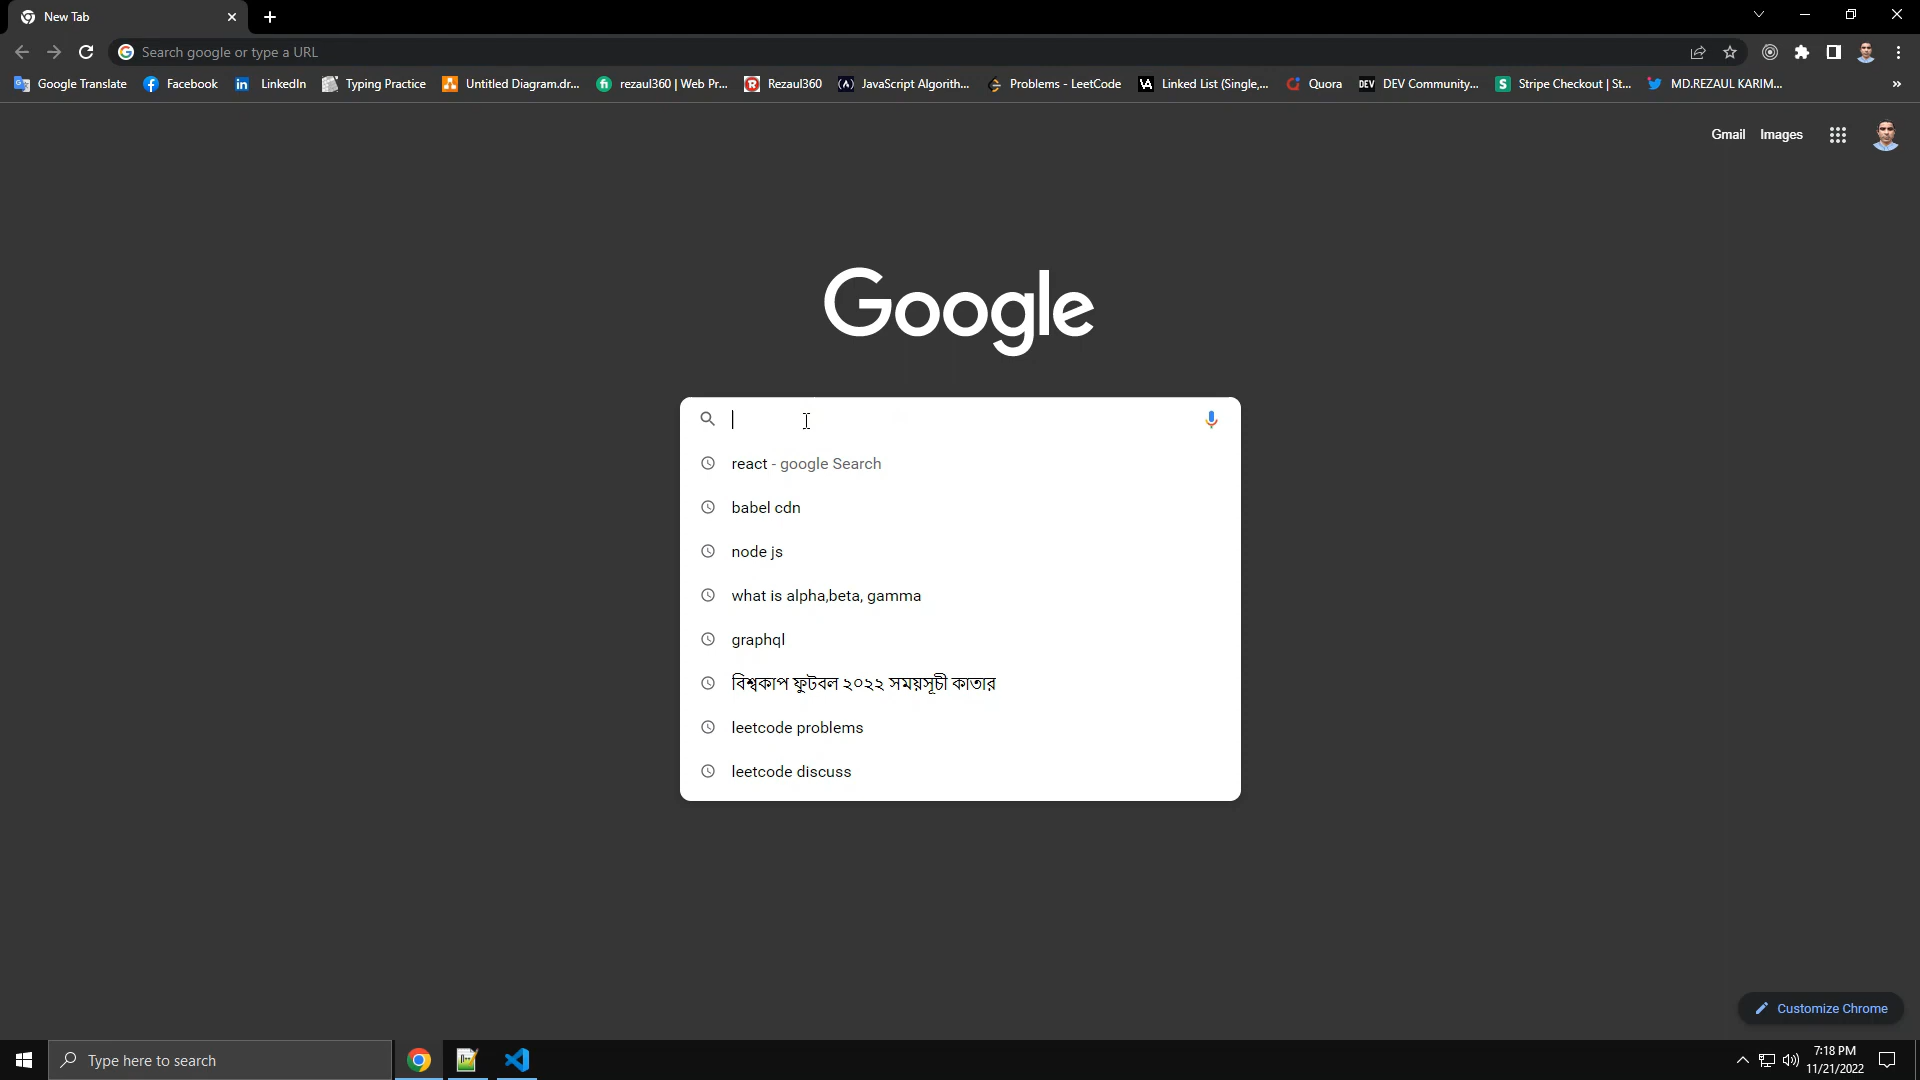 New Tab
Search google or type a URL
Google Translate Facebook LinkedIn Typing Practice Untitled Diagram.dr... rezaul360 | Web Pr... Rezaul360 JavaScript Algorith... Problems - LeetCode Linked List (Single,... Quora DEV Community... Stripe Checkout | St... MD.REZAUL KARIM... »
Gmail Images
Google
react - google Search
babel cdn
node js
what is alpha,beta, gamma
graphql
বিশ্বকাপ ফুটবল ২০২২ সময়সূচী কাতার
leetcode problems
leetcode discuss
Customize Chrome
Type here to search
7:18 PM
11/21/2022